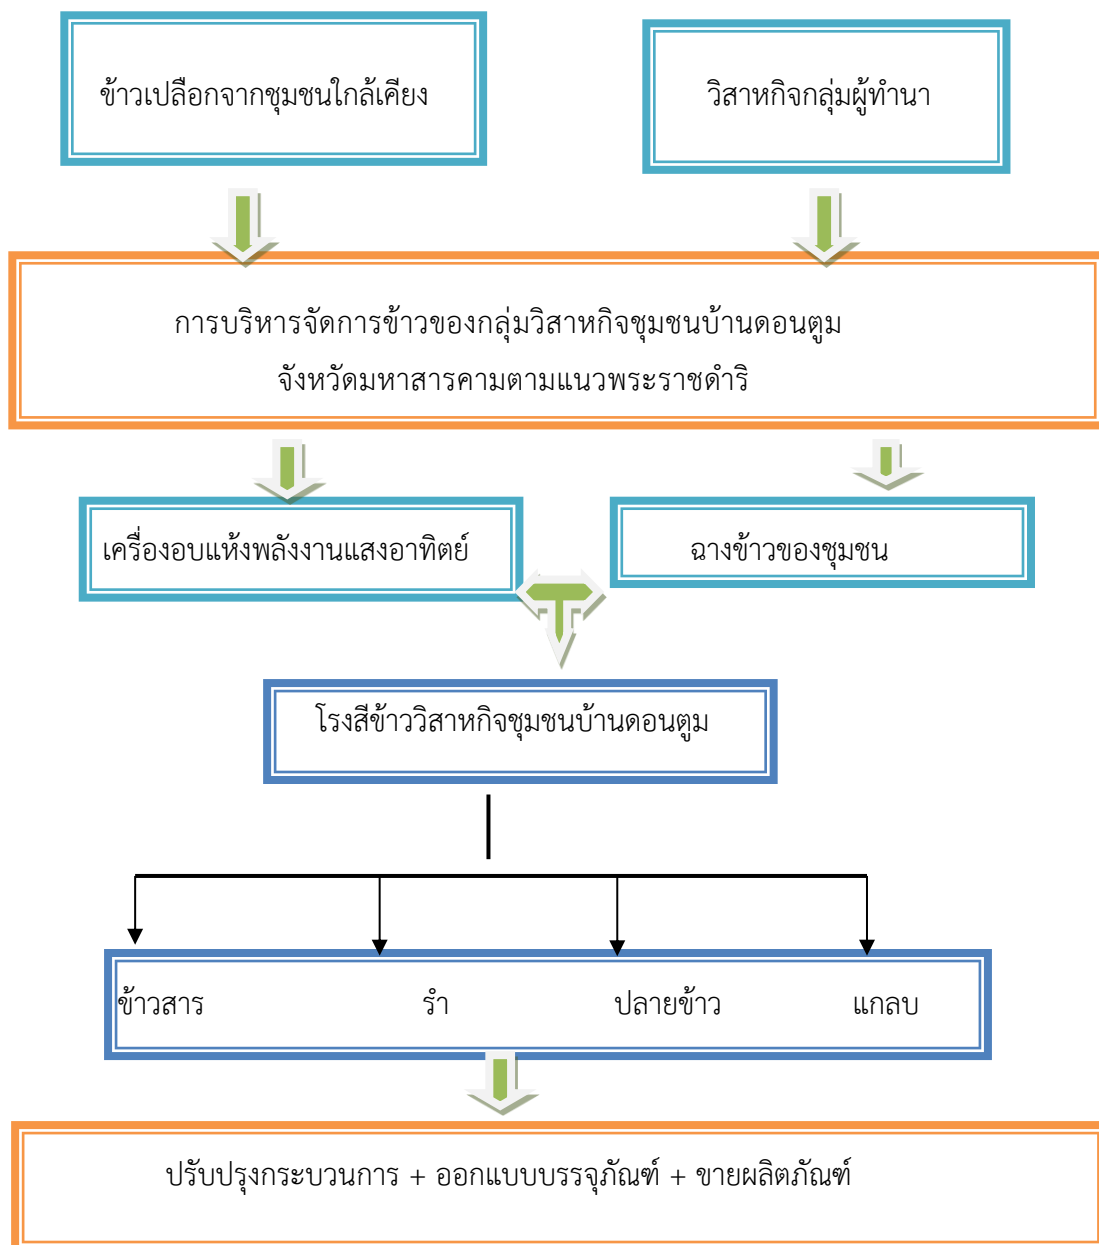 ข้าวเปลือกจากชุมชนใกล้เคียง
วิสาหกิจกลุ่มผู้ทำนา
การบริหารจัดการข้าวของกลุ่มวิสาหกิจชุมชนบ้านดอนตูม
จังหวัดมหาสารคามตามแนวพระราชดำริ
เครื่องอบแห้งพลังงานแสงอาทิตย์
ฉางข้าวของชุมชน
โรงสีข้าววิสาหกิจชุมชนบ้านดอนตูม
ข้าวสาร รำ ปลายข้าว แกลบ
ปรับปรุงกระบวนการ + ออกแบบบรรจุภัณฑ์ + ขายผลิตภัณฑ์